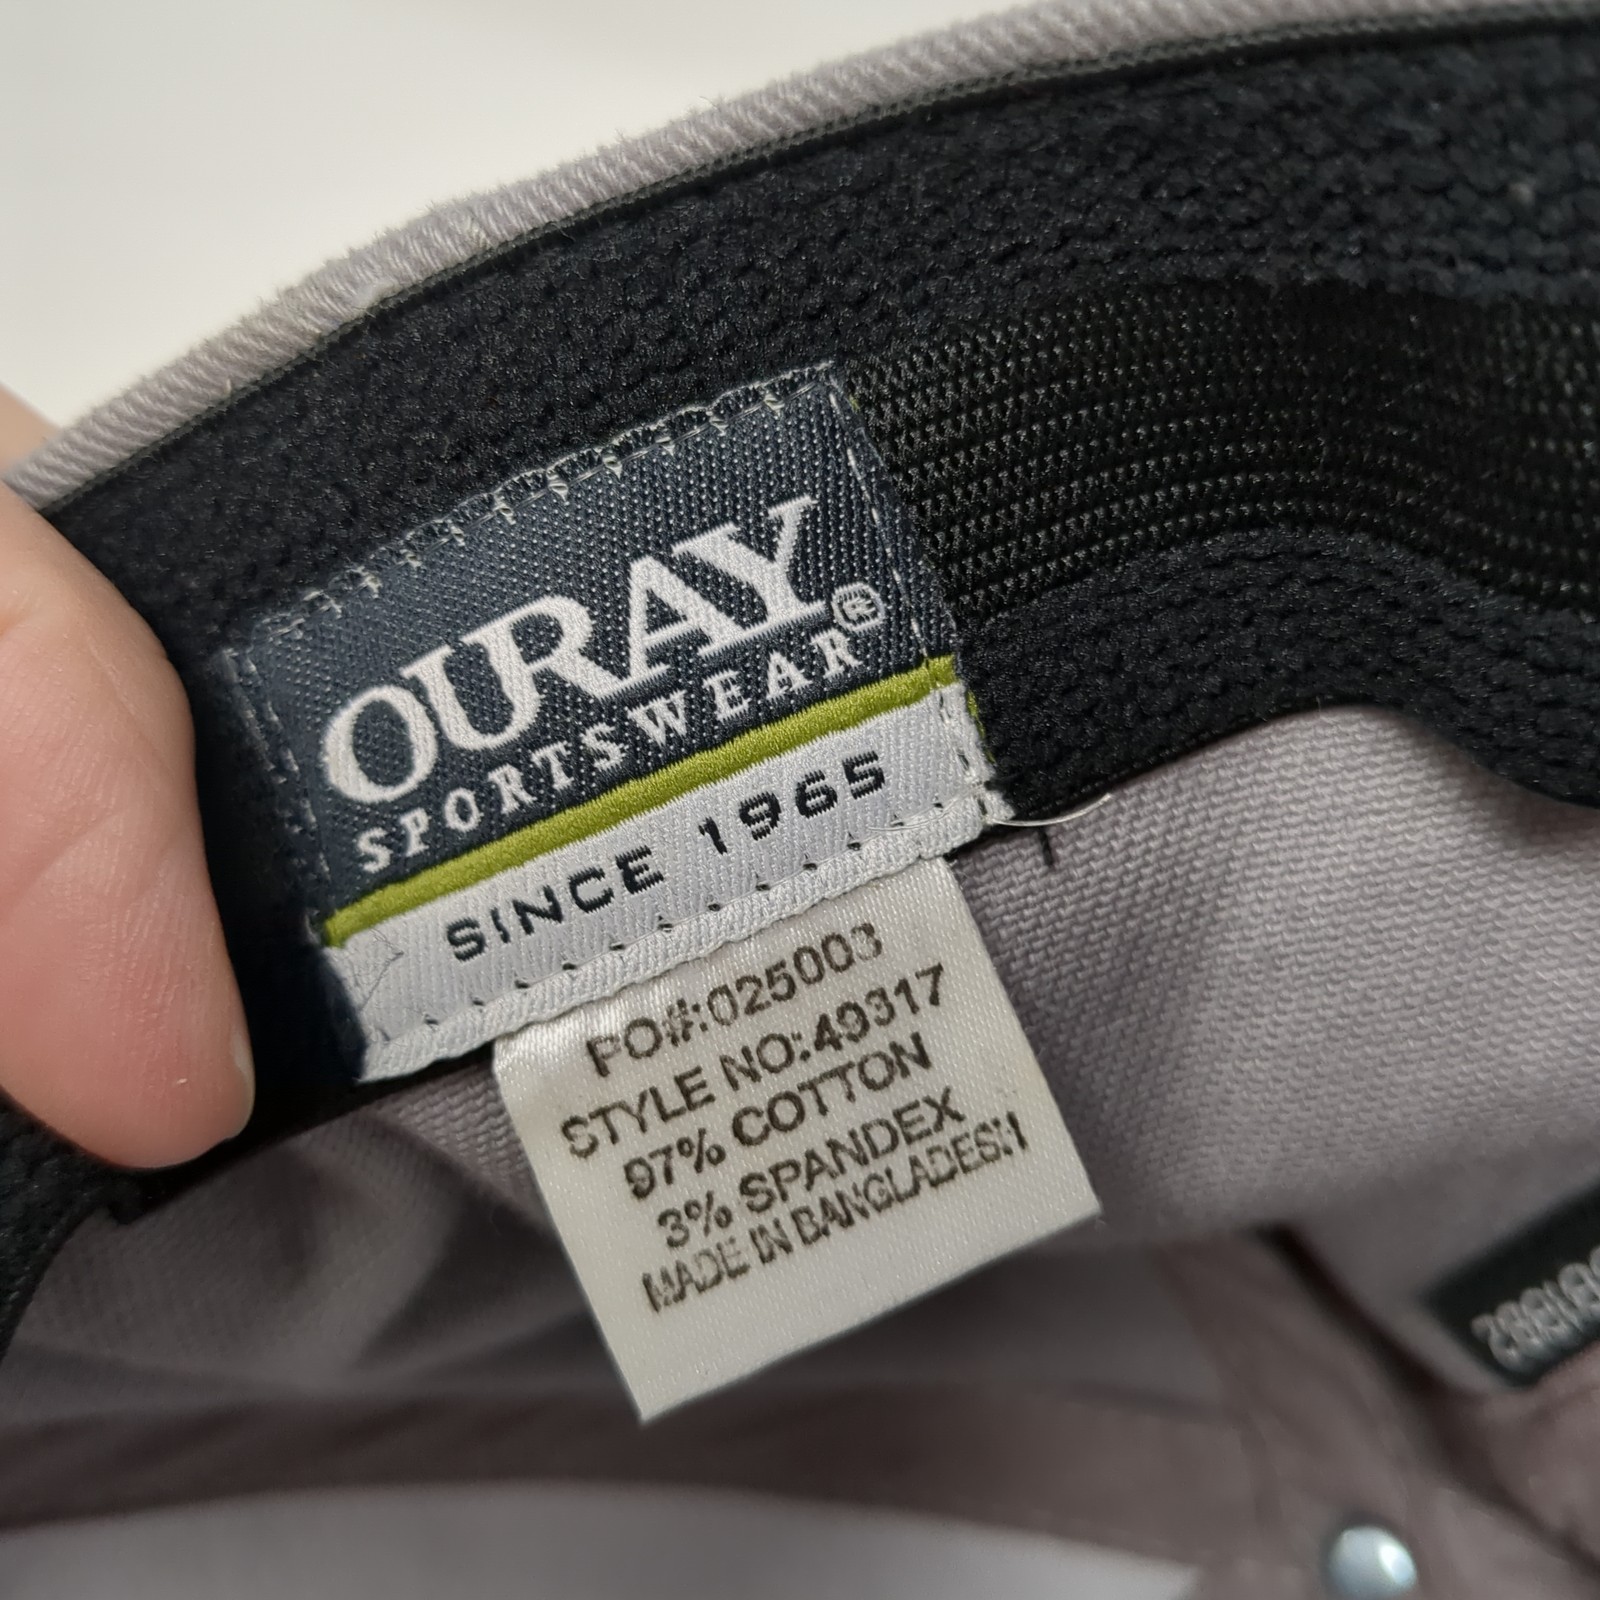 OURAY®
SPORTSWEAR
SINCE 1965
PO#:025003
STYLE NO:49317
97% COTTON
3% SPANDEX
MADE IN BANGLADESH